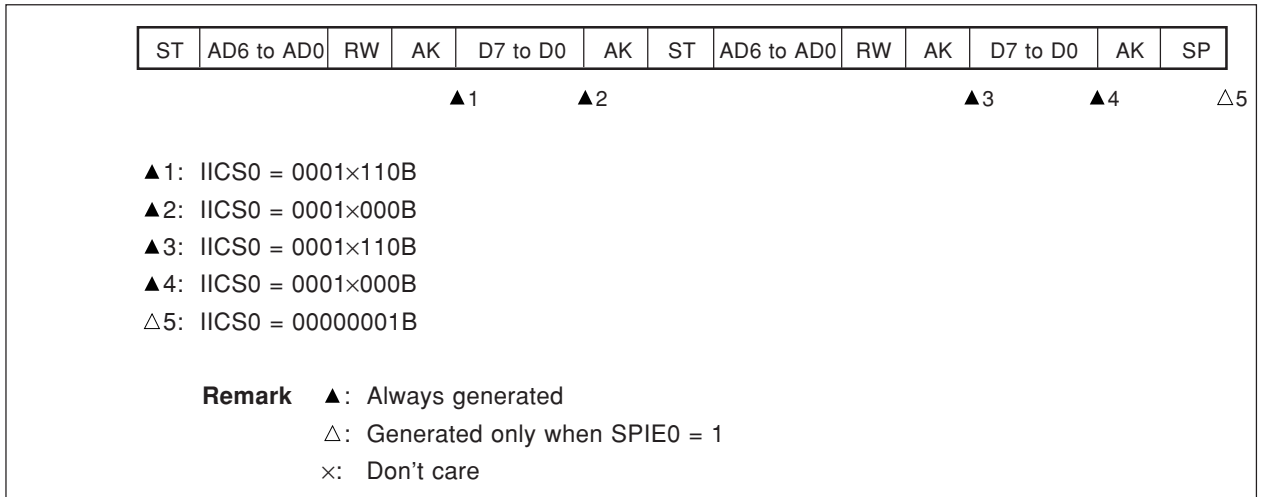 ST AD6 to AD0 RW AK D7 to D0 AK ST AD6 to AD0 RW AK D7 to D0 AK SP
▲1 ▲2 ▲3 ▲4 △5
▲1: IICS0 = 0001×110B
▲2: IICS0 = 0001×000B
▲3: IICS0 = 0001×110B
▲4: IICS0 = 0001×000B
△5: IICS0 = 00000001B
Remark ▲: Always generated
△: Generated only when SPIE0 = 1
×: Don't care